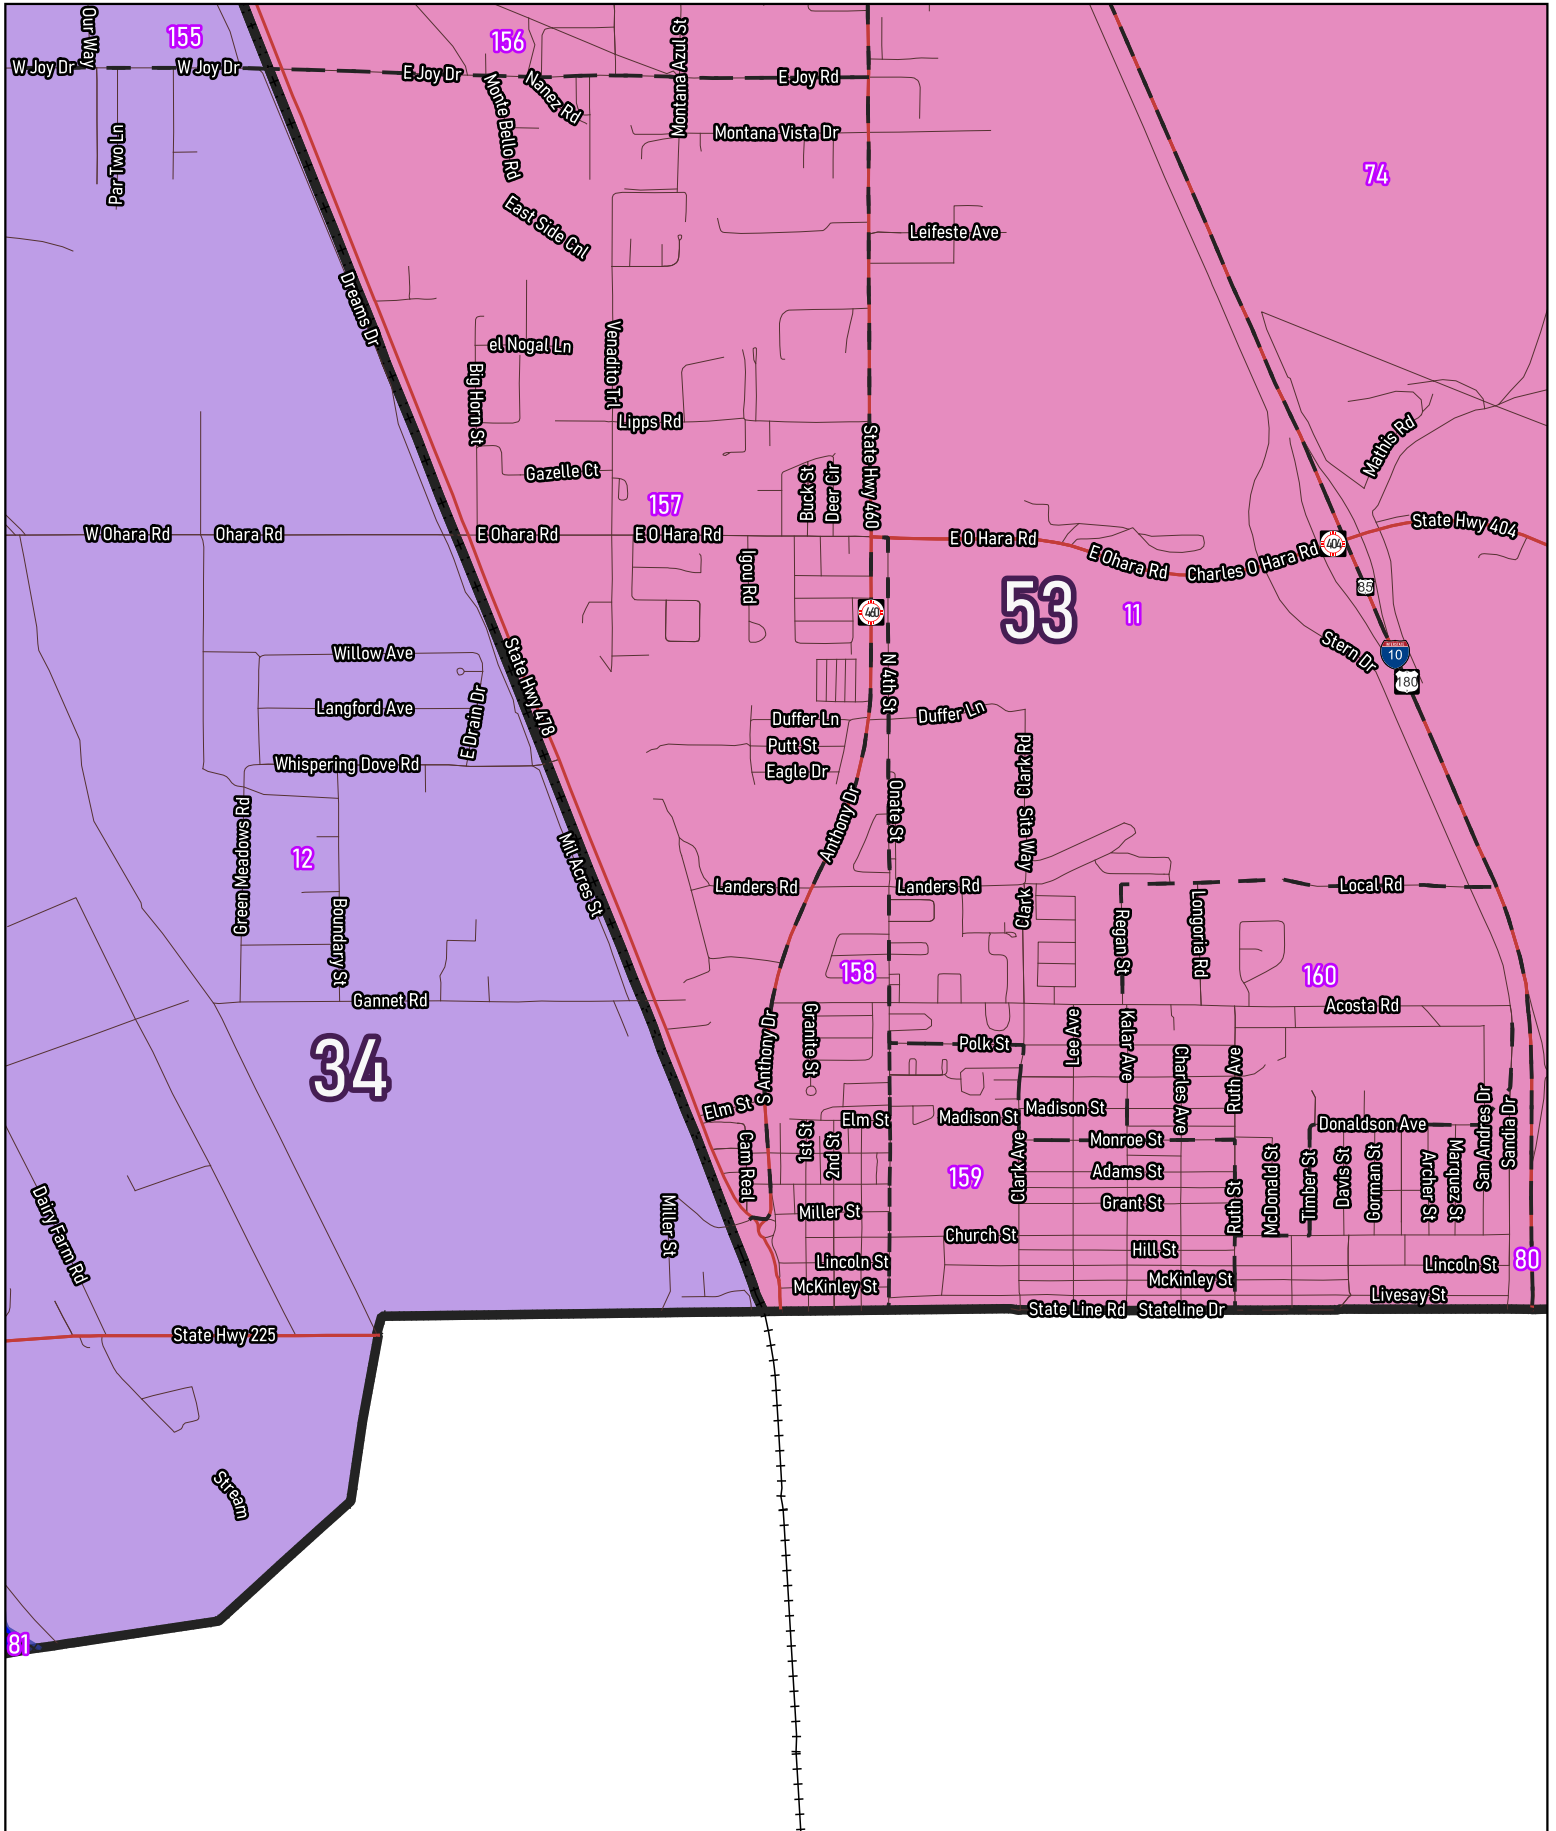 Our Way
155
156
Montana Azul St
W Joy Dr
W Joy Dr
E Joy Dr
E Joy Rd
Nanez Rd
Monte Bello Rd
Montana Vista Dr
Par Two Ln
74
East Side Cnl
Leifeste Ave
Dreams Dr
el Nogal Ln
Venadito Trl
Big Horn St
Lipps Rd
Mathis Rd
State Hwy 460
Gazelle Ct
Buck St
Deer Cir
157
W Ohara Rd
Ohara Rd
E Ohara Rd
E O Hara Rd
E O Hara Rd
E Ohara Rd
Charles O Hara Rd
404
State Hwy 404
Igou Rd
85
460
53
11
Willow Ave
State Hwy 478
Stern Dr
10
180
N 4th St
Langford Ave
E Drain Dr
Duffer Ln
Duffer Ln
Putt St
Clark Rd
Whispering Dove Rd
Eagle Dr
Anthony Dr
Onate St
Sita Way
Green Meadows Rd
12
Mil Acres St
Landers Rd
Landers Rd
Clark
Local Rd
Boundary St
Regan St
Longoria Rd
158
160
Gannet Rd
Acosta Rd
34
S Anthony Dr
Granite St
Polk St
Lee Ave
Kalar Ave
Charles Ave
Ruth Ave
Elm St
Elm St
Madison St
Madison St
Donaldson Ave
San Andres Dr
Sandia Dr
Cam Real
1st St
2nd St
Monroe St
159
Clark Ave
Adams St
Grant St
Ruth St
McDonald St
Timber St
Davis St
Gorman St
Archer St
Marquez St
Dairy Farm Rd
Miller St
Miller St
Church St
Hill St
Lincoln St
Lincoln St
80
McKinley St
McKinley St
Livesay St
State Line Rd
Stateline Dr
State Hwy 225
Stream
81